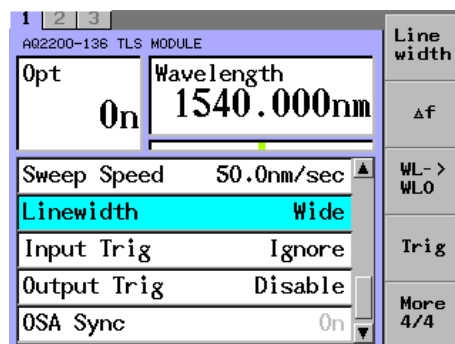 1 2 3
AQ2200-136 TLS MODULE
Opt
On
Wavelength
1540.000nm
Sweep Speed 50.0nm/sec
Linewidth Wide
Input Trig Ignore
Output Trig Disable
OSA Sync On
Line
width
Δf
WL->
WL0
Trig
More
4/4